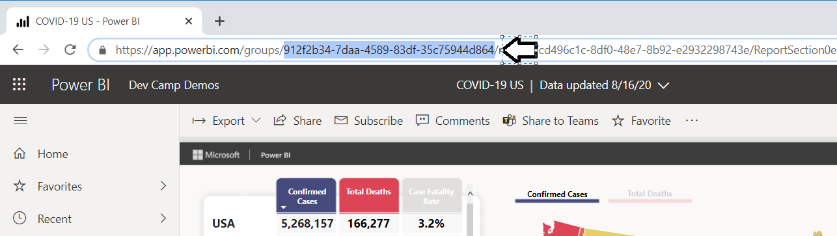 COVID-19 US - Power BI
https://app.powerbi.com/groups/912f2b34-7daa-4589-83df-35c75944d864/ cd496c1c-8df0-48e7-8b92-e2932298743e/ReportSection0e
Power BI Dev Camp Demos COVID-19 US | Data updated 8/16/20
Export Share Subscribe Comments Share to Teams Favorite ...
Home
Favorites
Recent
Microsoft Power BI
Confirmed Cases Total Deaths Case Fatality Rate
USA 5,268,157 166,277 3.2%
Confirmed Cases Total Deaths